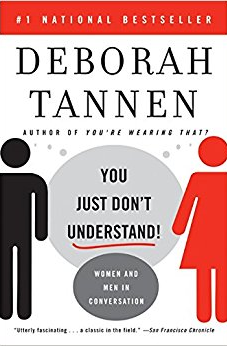 #1 NATIONAL BESTSELLER
DEBORAH
TANNEN
AUTHOR OF YOU'RE WEARING THAT?
YOU
JUST DON'T
UNDERSTAND!
WOMEN AND
MEN IN
CONVERSATION
"Utterly fascinating . . . a classic in the field." —San Francisco Chronicle